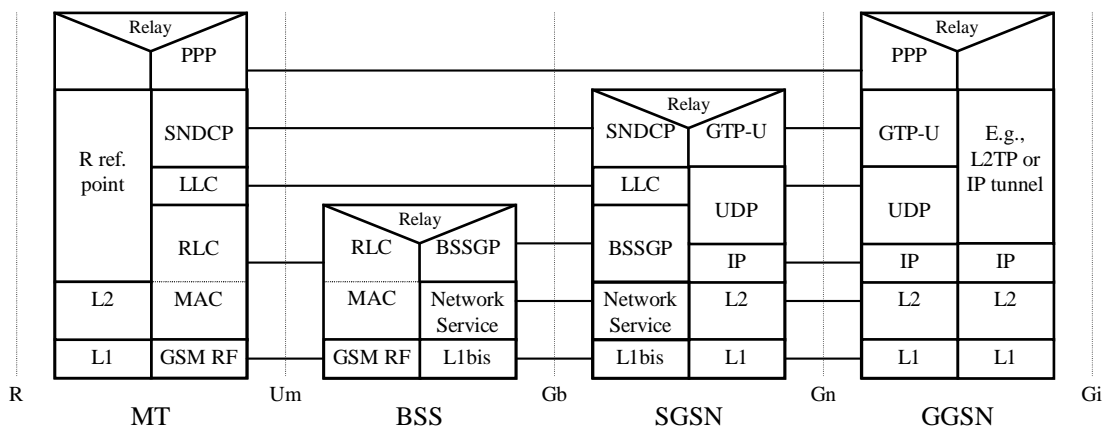 Relay
PPP
R ref.
point
SNDCP
LLC
RLC
L2
MAC
L1
GSM RF
Relay
RLC
BSSGP
MAC
Network
Service
GSM RF
L1bis
Relay
SNDCP
GTP-U
LLC
UDP
BSSGP
IP
Network
Service
L2
L1bis
L1
Relay
PPP
GTP-U
E.g.,
L2TP or
IP tunnel
UDP
IP
IP
L2
L2
L1
L1
R
Um
Gb
Gn
Gi
MT
BSS
SGSN
GGSN